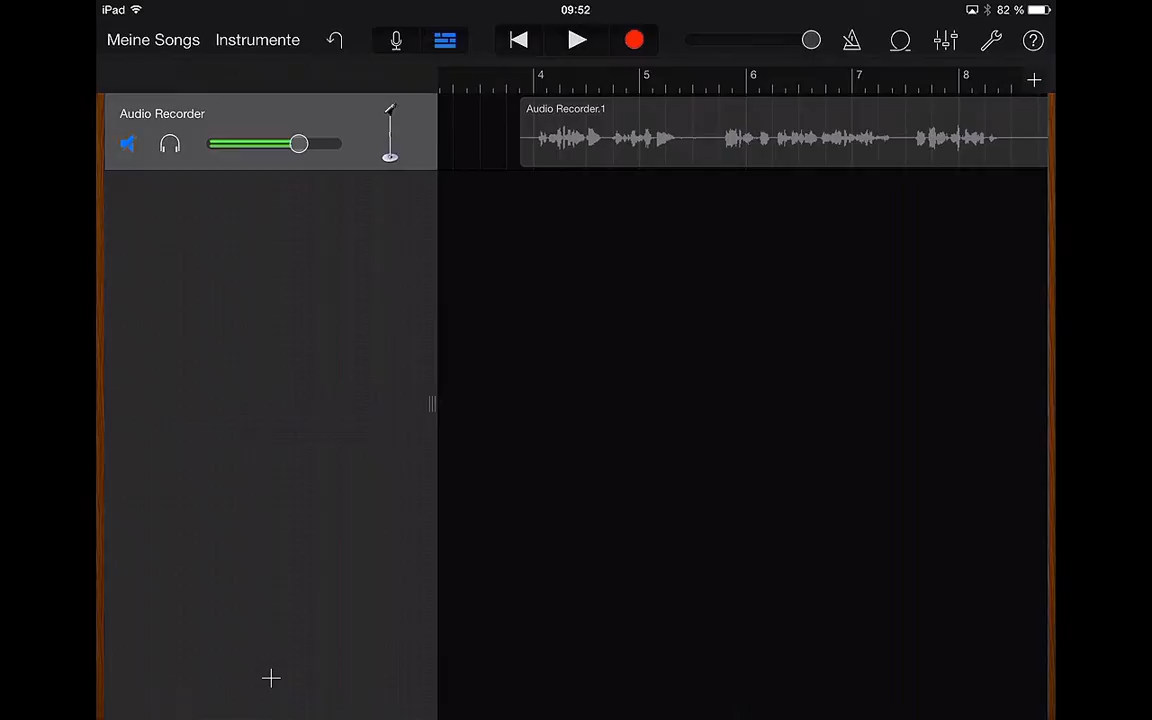 iPad 09:52 82 %
Meine Songs Instrumente ?
4 5 6 7 8 +
Audio Recorder
Audio Recorder.1
+